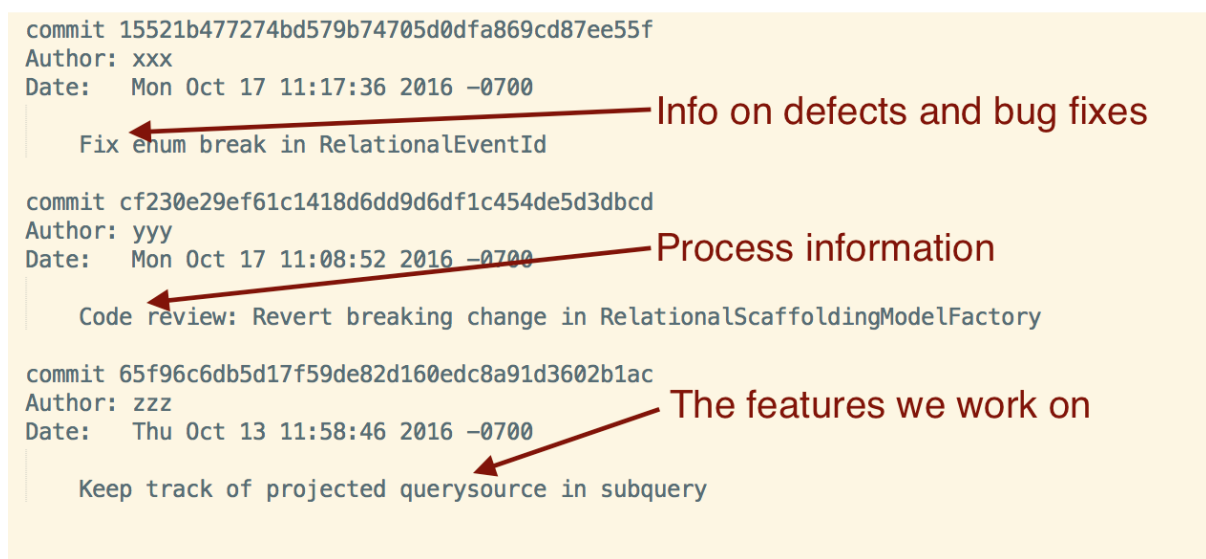 commit 15521b477274bd579b74705d0dfa869cd87ee55f
Author: xxx
Date:   Mon Oct 17 11:17:36 2016 -0700
Info on defects and bug fixes
Fix enum break in RelationalEventId
commit cf230e29ef61c1418d6dd9d6df1c454de5d3dbcd
Author: yyy
Date:   Mon Oct 17 11:08:52 2016 -0700
Process information
Code review: Revert breaking change in RelationalScaffoldingModelFactory
commit 65f96c6db5d17f59de82d160edc8a91d3602b1ac
Author: zzz
Date:   Thu Oct 13 11:58:46 2016 -0700
The features we work on
Keep track of projected querysource in subquery